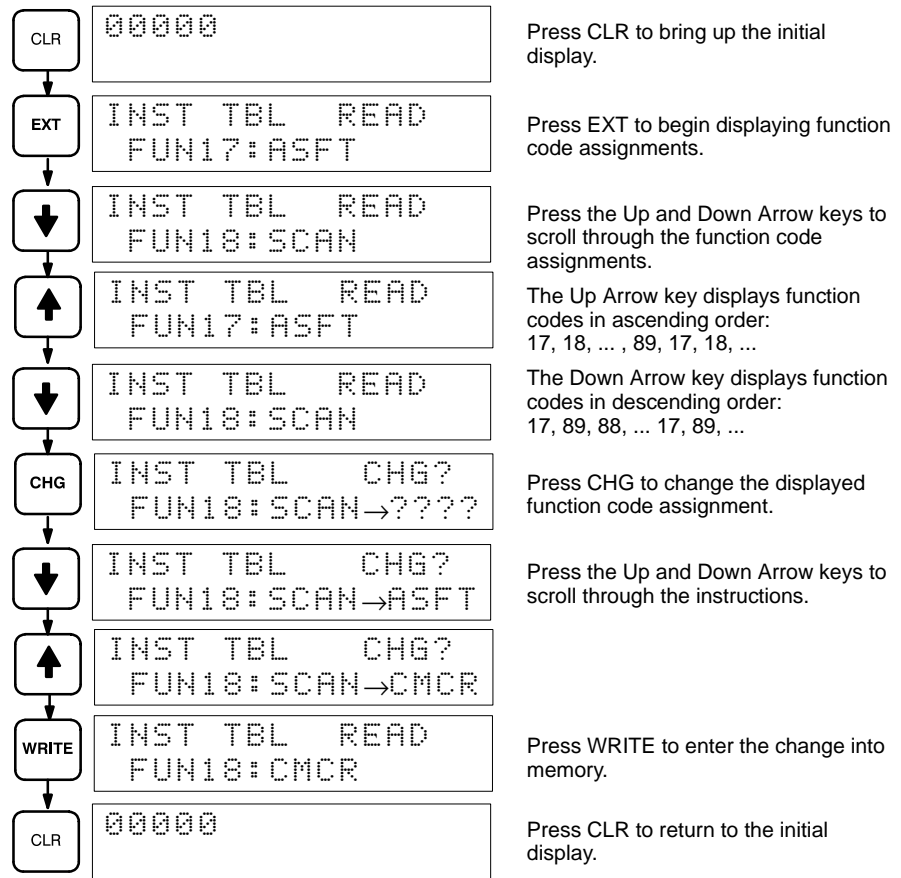 CLR
00000
Press CLR to bring up the initial
display.
EXT
INST TBL READ
FUN17:ASFT
Press EXT to begin displaying function
code assignments.
INST TBL READ
FUN18:SCAN
Press the Up and Down Arrow keys to
scroll through the function code
assignments.
INST TBL READ
FUN17:ASFT
The Up Arrow key displays function
codes in ascending order:
17, 18, ... , 89, 17, 18, ...
INST TBL READ
FUN18:SCAN
The Down Arrow key displays function
codes in descending order:
17, 89, 88, ... 17, 89, ...
CHG
INST TBL CHG?
FUN18:SCAN→????
Press CHG to change the displayed
function code assignment.
INST TBL CHG?
FUN18:SCAN→ASFT
Press the Up and Down Arrow keys to
scroll through the instructions.
INST TBL CHG?
FUN18:SCAN→CMCR
WRITE
INST TBL READ
FUN18:CMCR
Press WRITE to enter the change into
memory.
CLR
00000
Press CLR to return to the initial
display.